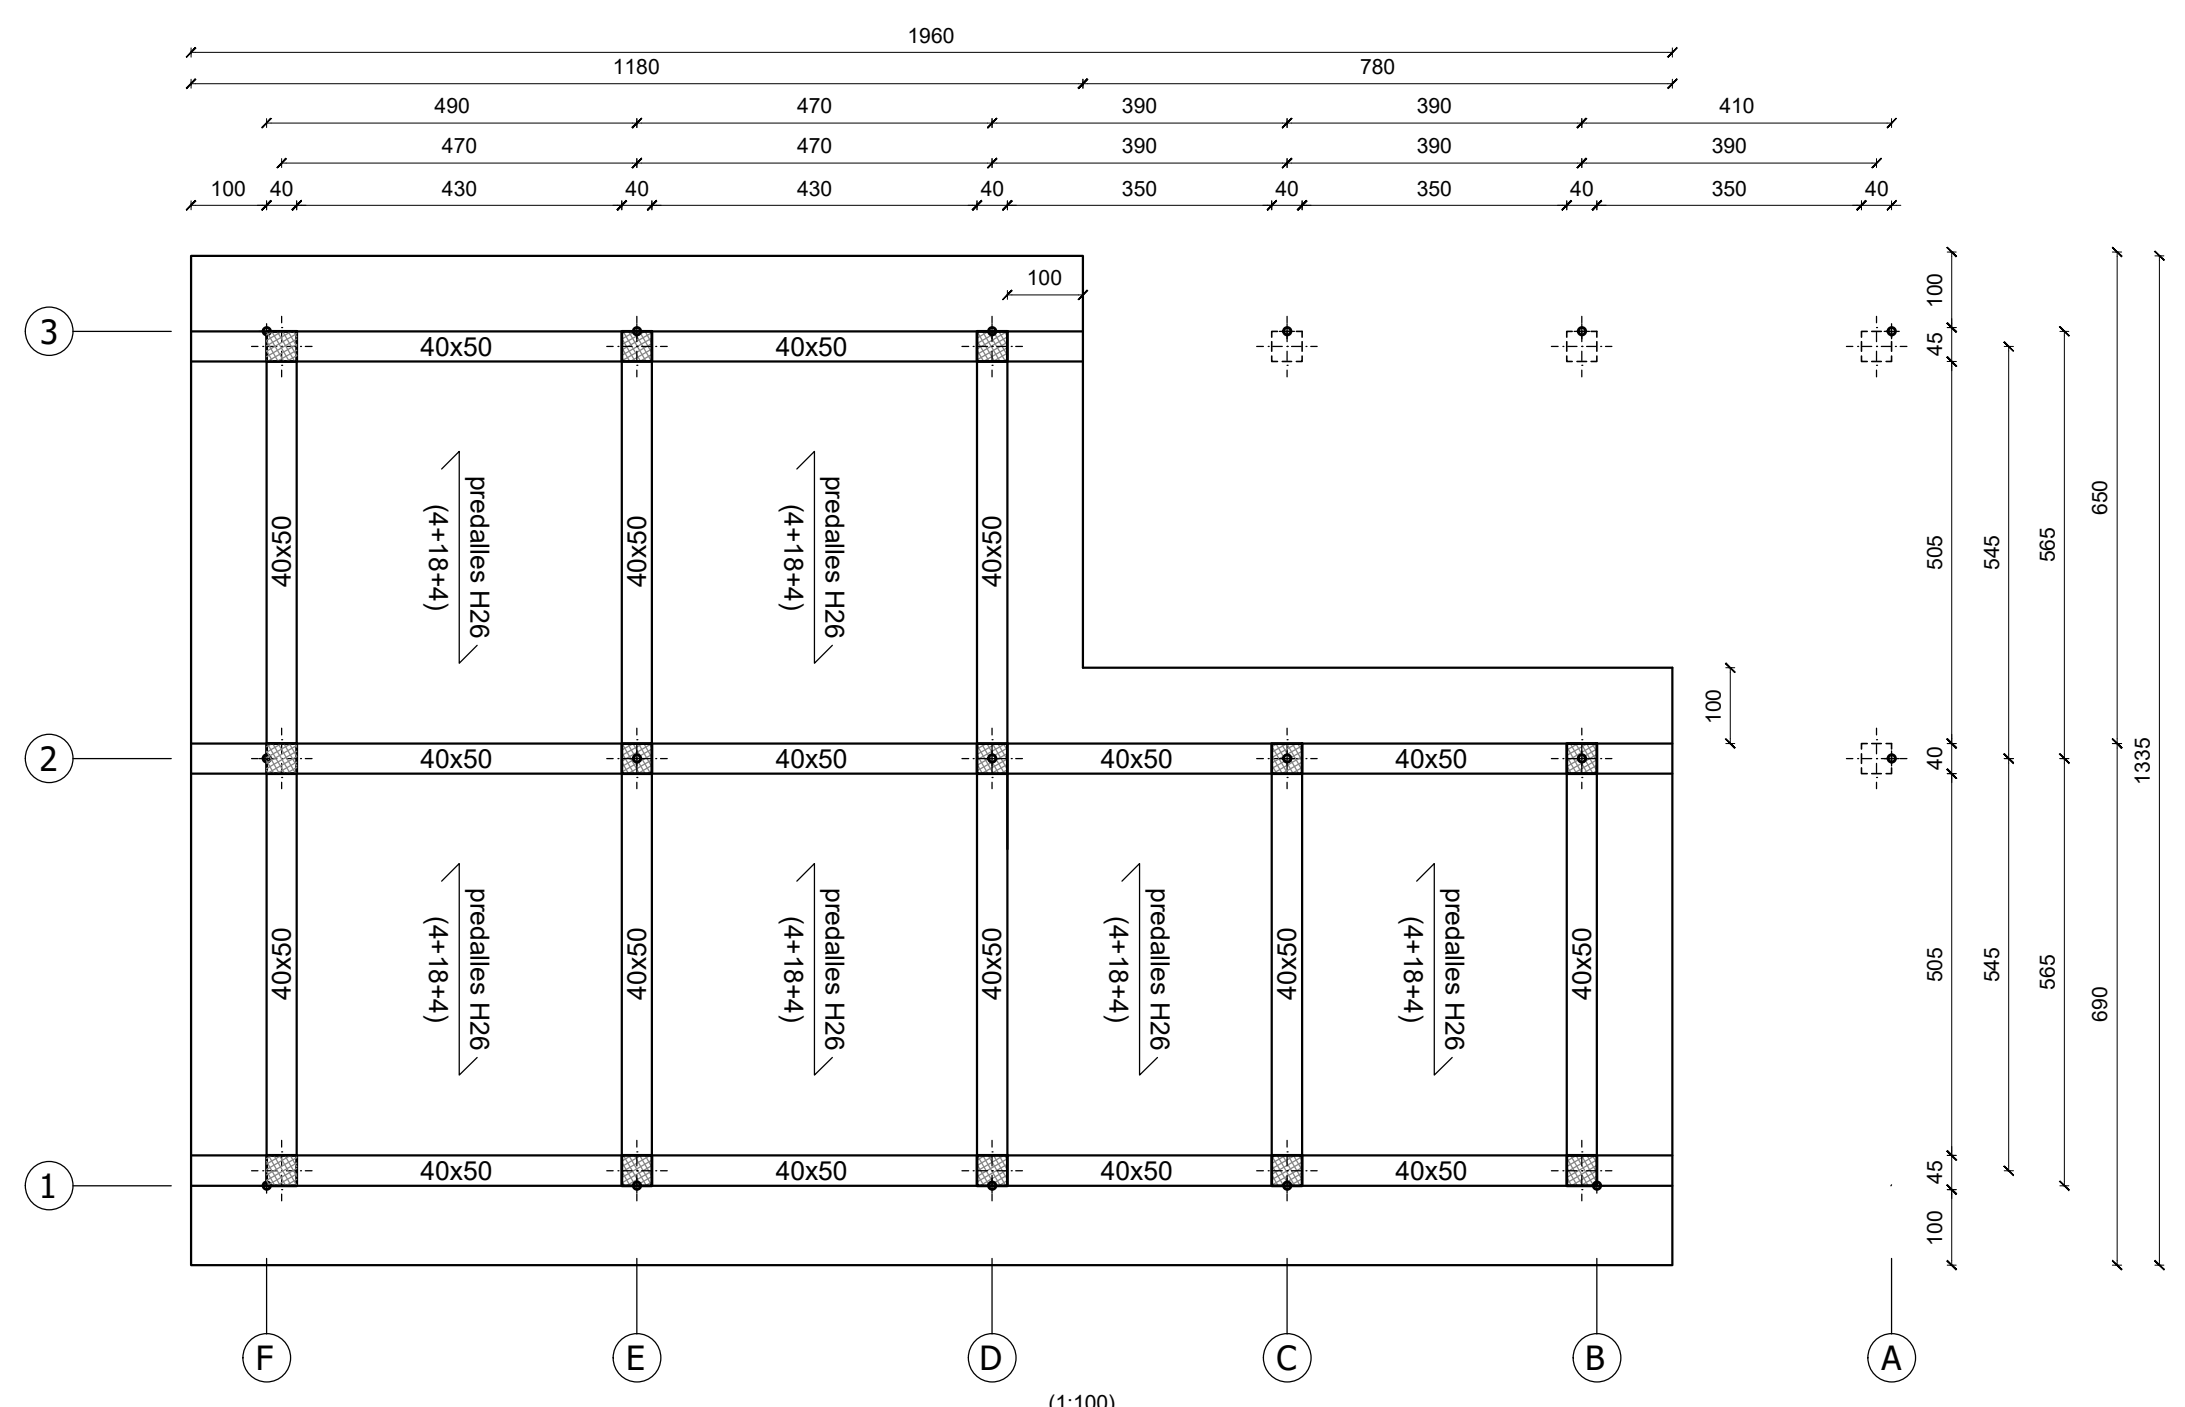 1960
1180 780
490 470 390 390 410
470 470 390 390 390
100 40 430 40 430 40 350 40 350 40 350 40
100
3
40x50 40x50
100
45
505
545
565
650
40x50
predalles H26
(4+18+4)
40x50
predalles H26
(4+18+4)
40x50
100
2
40x50 40x50 40x50 40x50
40
1335
40x50
predalles H26
(4+18+4)
40x50
predalles H26
(4+18+4)
40x50
predalles H26
(4+18+4)
40x50
predalles H26
(4+18+4)
40x50
505
545
565
690
1
40x50 40x50 40x50 40x50
45
100
F E D C B A
(1:100)